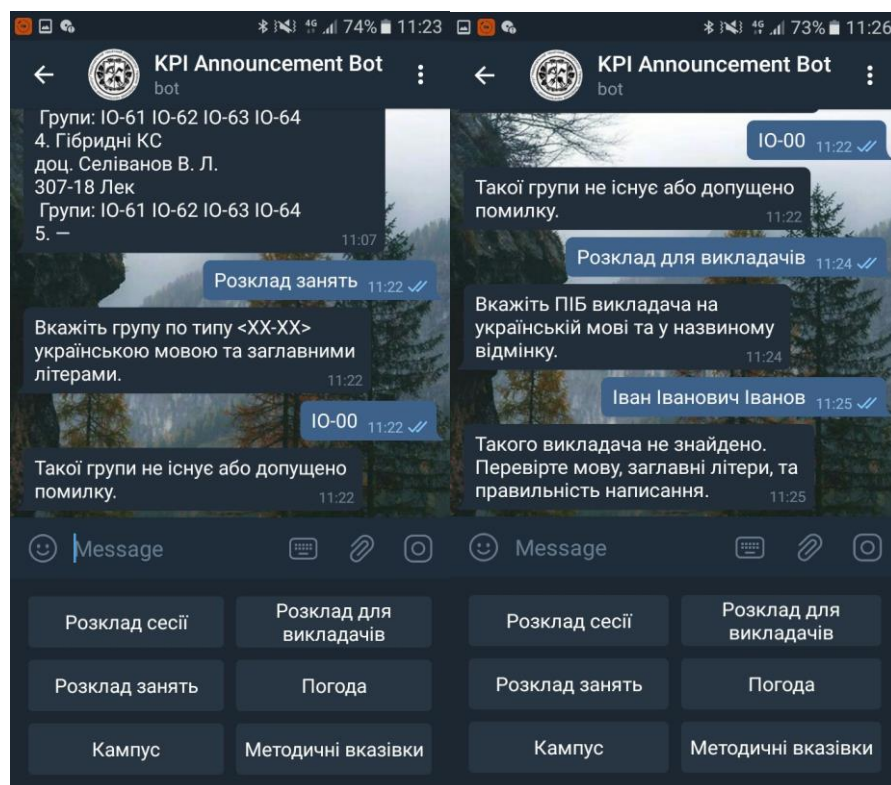 74% 11:23
KPI Announcement Bot
bot
Групи: ІО-61 ІО-62 ІО-63 ІО-64
4. Гібридні КС
доц. Селіванов В. Л.
307-18 Лек
Групи: ІО-61 ІО-62 ІО-63 ІО-64
5. —
11:07
Розклад занять 11:22
Вкажіть групу по типу <XX-XX>
українською мовою та заглавними
літерами. 11:22
ІО-00 11:22
Такої групи не існує або допущено
помилку. 11:22
Message
Розклад сесії
Розклад для
викладачів
Розклад занять
Погода
Кампус
Методичні вказівки
4G 73% 11:26
KPI Announcement Bot
bot
ІО-00 11:22
Такої групи не існує або допущено
помилку. 11:22
Розклад для викладачів 11:24
Вкажіть ПІБ викладача на
українській мові та у назвиному
відмінку. 11:24
Іван Іванович Іванов 11:25
Такого викладача не знайдено.
Перевірте мову, заглавні літери, та
правильність написання. 11:25
Message
Розклад сесії
Розклад для
викладачів
Розклад занять
Погода
Кампус
Методичні вказівки